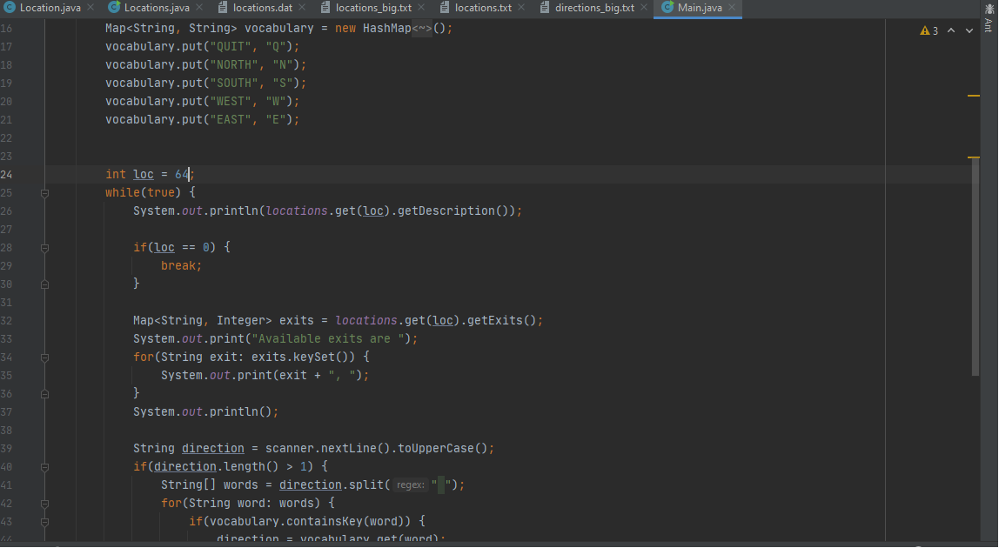 Location.java Locations.java locations.dat locations_big.txt locations.txt directions_big.txt Main.java
Ant
3
16 Map<String, String> vocabulary = new HashMap<~>();
17 vocabulary.put("QUIT", "Q");
18 vocabulary.put("NORTH", "N");
19 vocabulary.put("SOUTH", "S");
20 vocabulary.put("WEST", "W");
21 vocabulary.put("EAST", "E");
22
23
24 int loc = 64;
25 while(true) {
26 System.out.println(locations.get(loc).getDescription());
27
28 if(loc == 0) {
29 break;
30 }
31
32 Map<String, Integer> exits = locations.get(loc).getExits();
33 System.out.print("Available exits are ");
34 for(String exit: exits.keySet()) {
35 System.out.print(exit + ", ");
36 }
37 System.out.println();
38
39 String direction = scanner.nextLine().toUpperCase();
40 if(direction.length() > 1) {
41 String[] words = direction.split( regex: " ");
42 for(String word: words) {
43 if(vocabulary.containsKey(word)) {
44 direction = vocabulary.get(word);